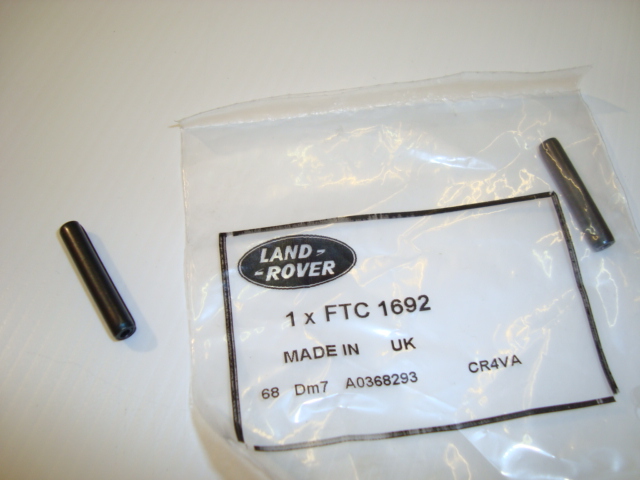 LAND-
-ROVER
1 x FTC 1692
MADE IN UK
68 Dm7 A0368293 CR4VA